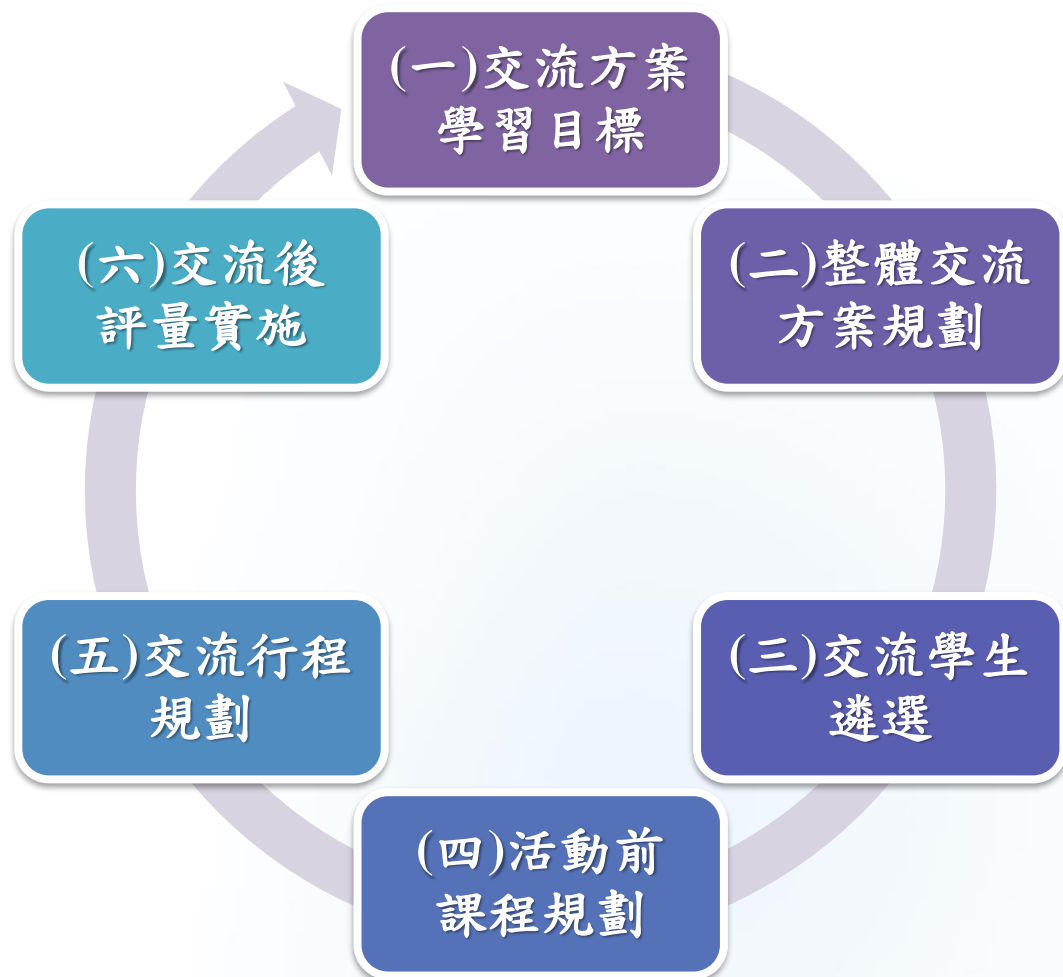 (一)交流方案
學習目標
(二)整體交流
方案規劃
(三)交流學生
遴選
(四)活動前
課程規劃
(五)交流行程
規劃
(六)交流後
評量實施